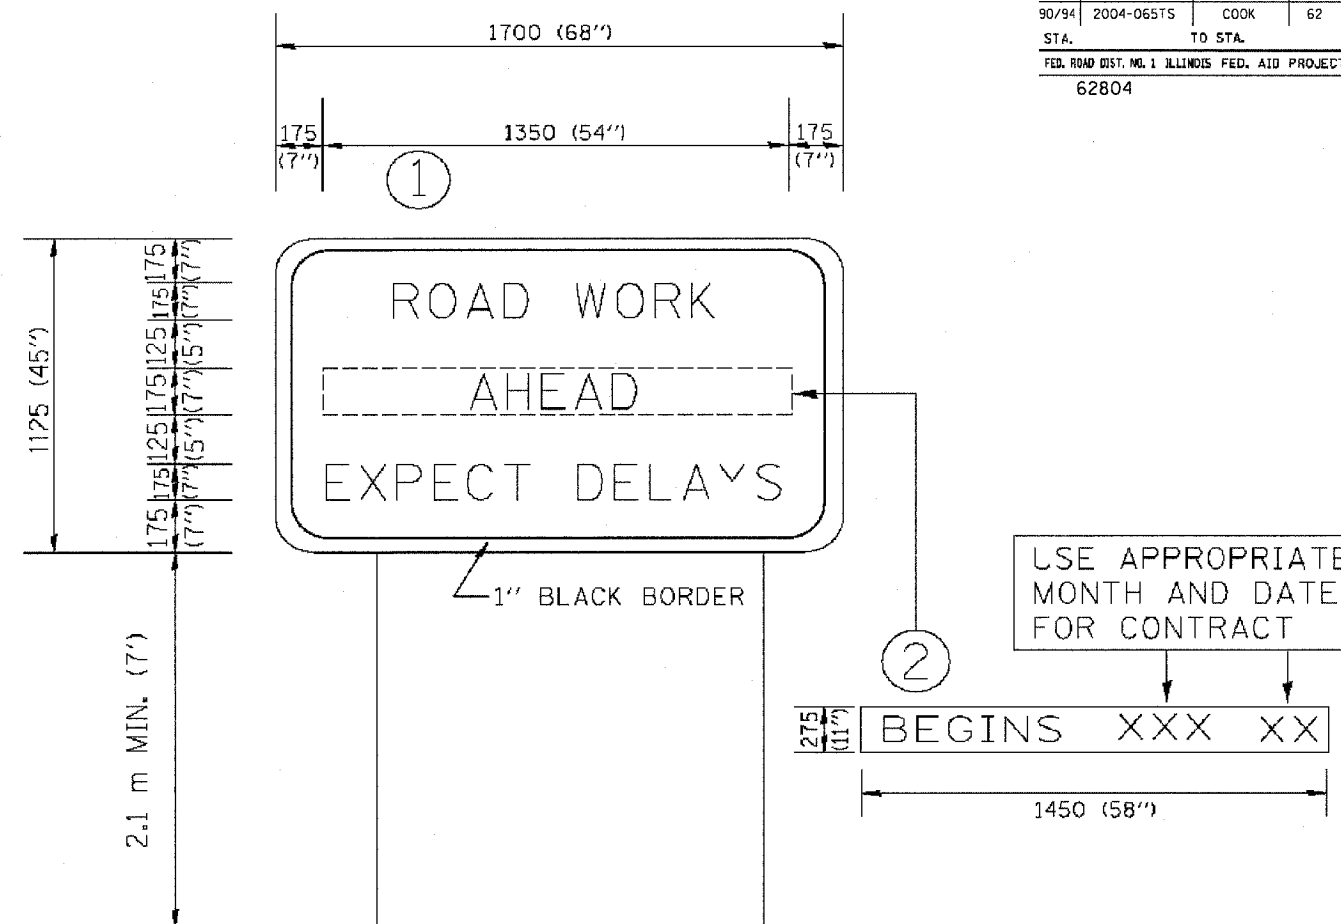 90/94 2004-065TS COOK 62
STA. TO STA.
FED. ROAD DIST. NO. 1 ILLINOIS FED. AID PROJECT
62804
1700 (68")
175 (7")
1350 (54")
175 (7")
1
1125 (45")
175 (7")
175 (7")
125 (5")
175 (7")
125 (5")
175 (7")
175 (7")
ROAD WORK
AHEAD
EXPECT DELAYS
1" BLACK BORDER
2.1 m MIN. (7')
USE APPROPRIATE
MONTH AND DATE
FOR CONTRACT
2
275 (11")
BEGINS XXX XX
1450 (58")